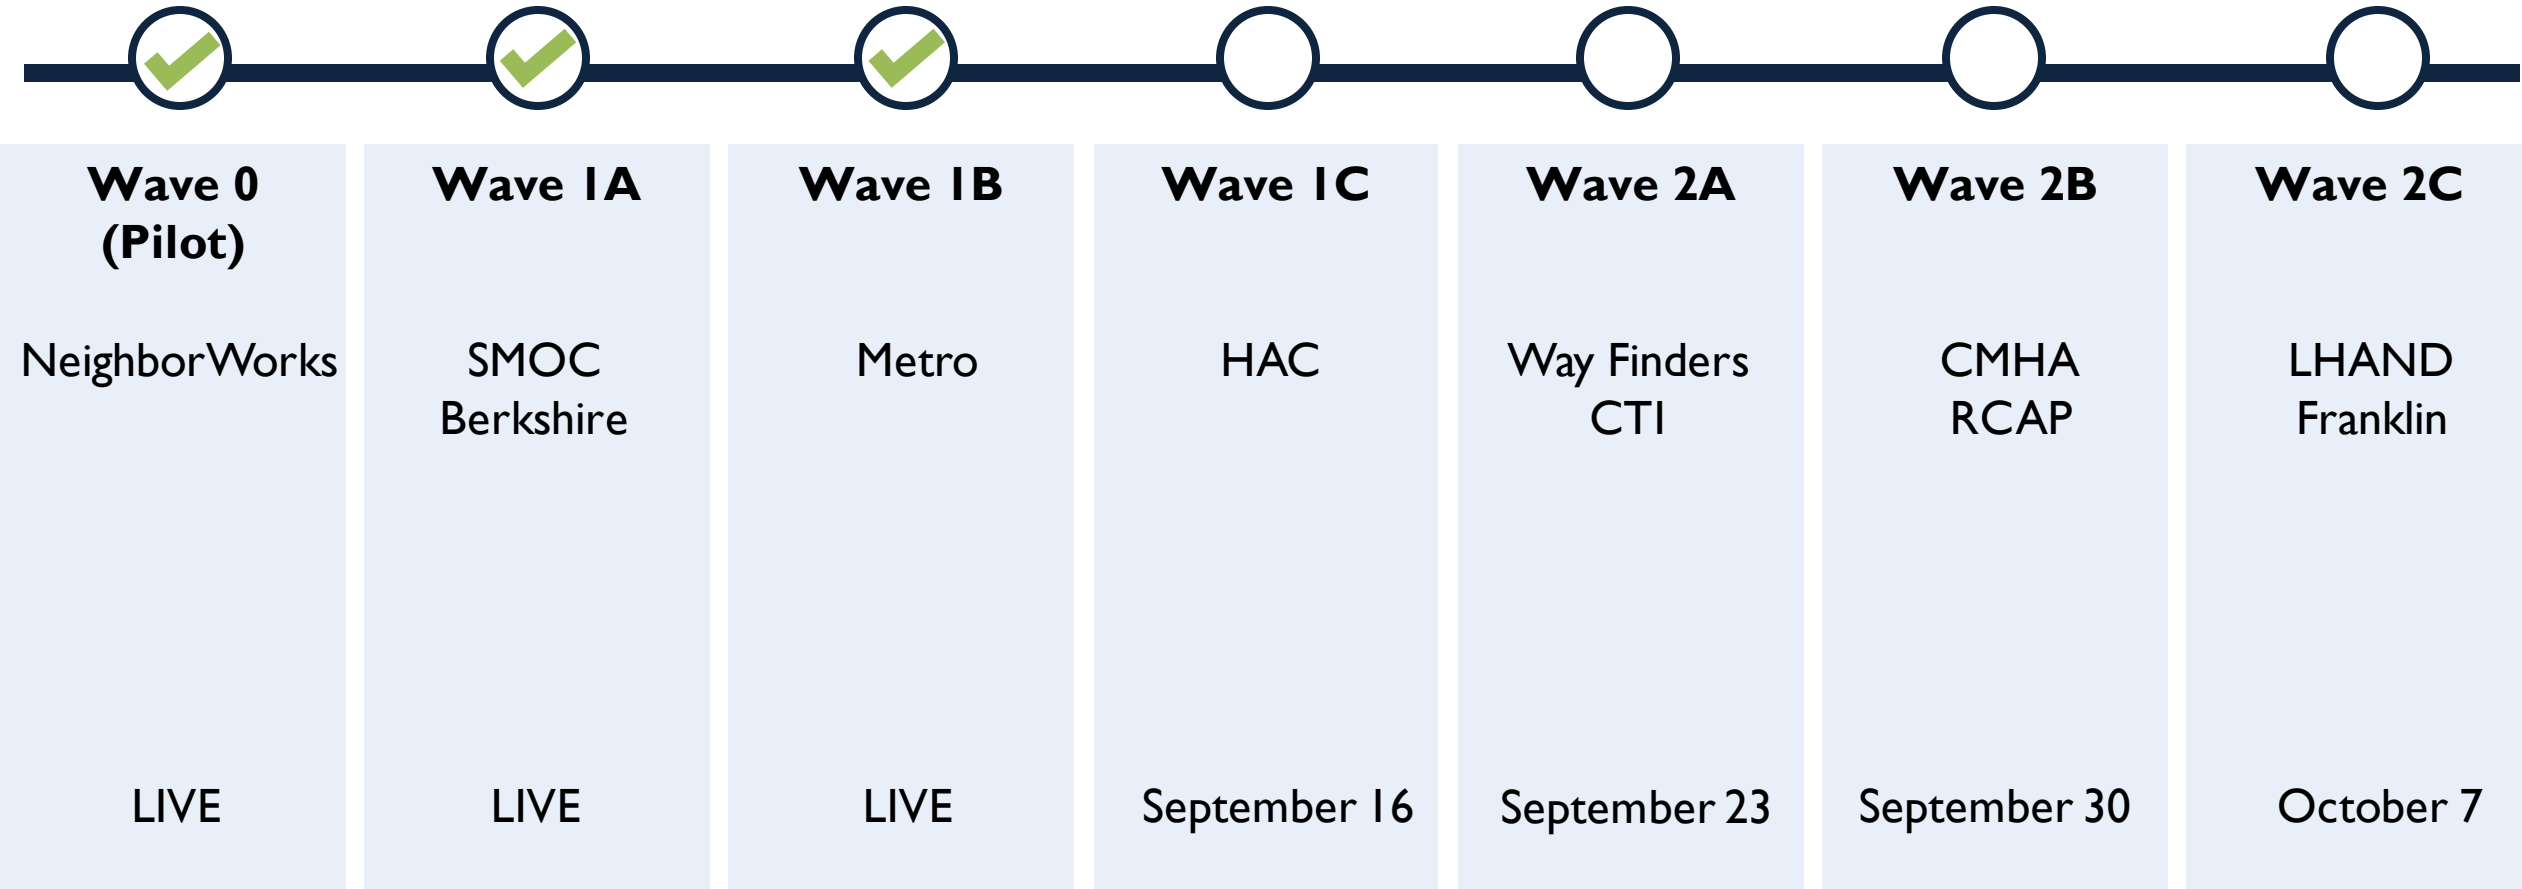 Wave 0
(Pilot)
NeighborWorks
LIVE
Wave 1A
SMOC
Berkshire
LIVE
Wave 1B
Metro
LIVE
Wave 1C
HAC
September 16
Wave 2A
Way Finders
CTI
September 23
Wave 2B
CMHA
RCAP
September 30
Wave 2C
LHAND
Franklin
October 7